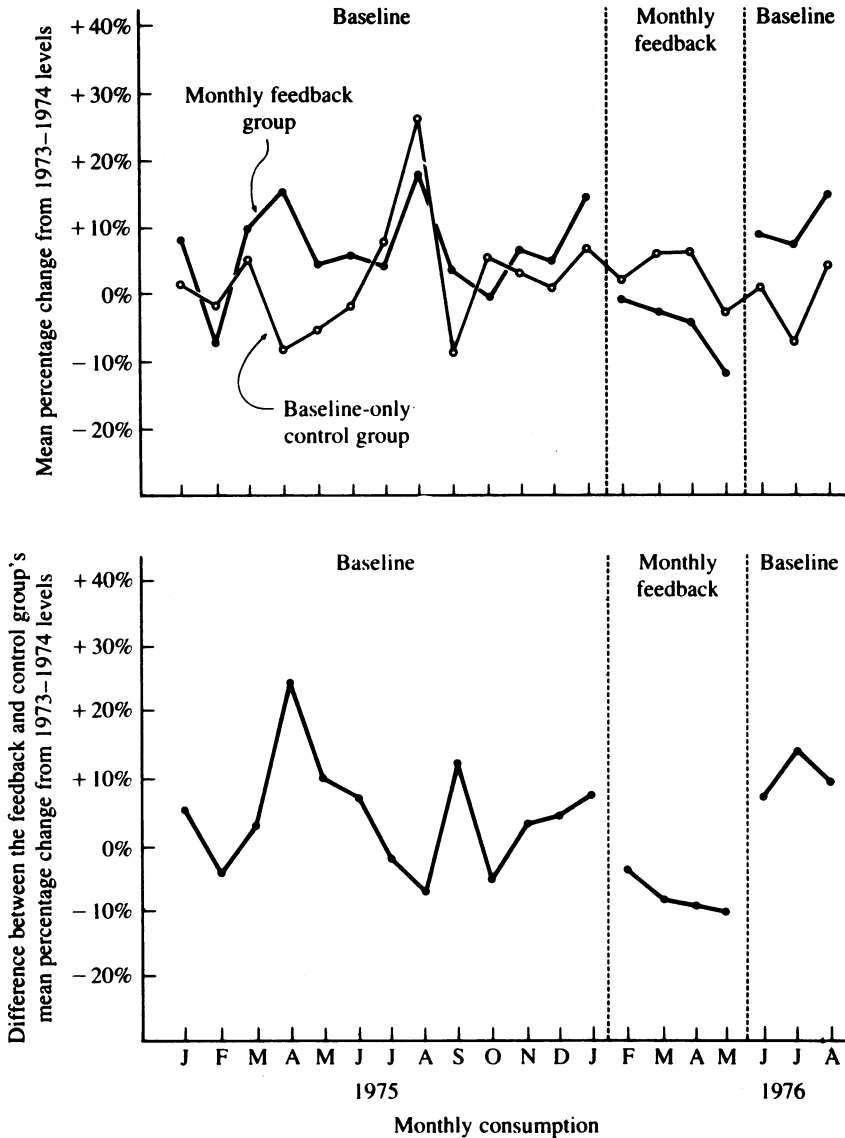 Baseline
Monthly
feedback
Baseline
Mean percentage change from 1973–1974 levels
+40%
+30%
+20%
+10%
0%
−10%
−20%
Monthly feedback
group
Baseline-only
control group
Baseline
Monthly
feedback
Baseline
Difference between the feedback and control group's
mean percentage change from 1973–1974 levels
+40%
+30%
+20%
+10%
0%
−10%
−20%
J F M A M J J A S O N D J F M A M J J A
1975 1976
Monthly consumption